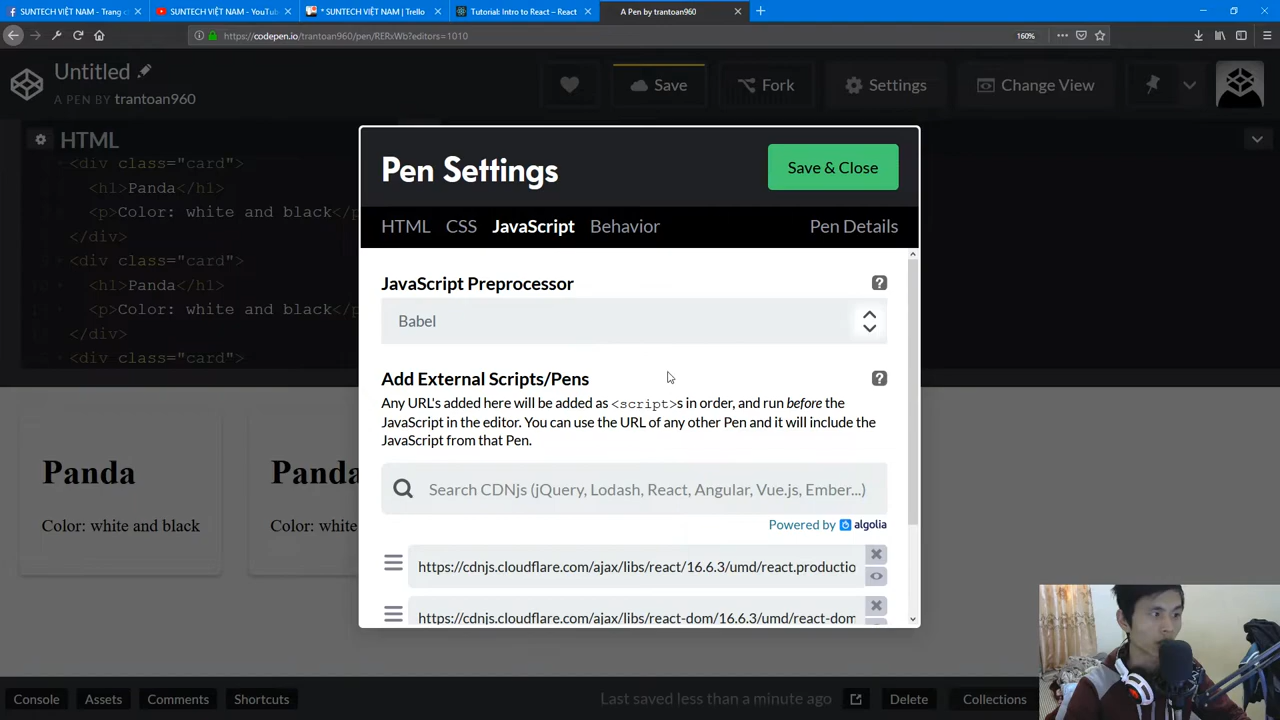 SUNTECH VIỆT NAM - Trang c
SUNTECH VIỆT NAM - YouTu
* SUNTECH VIỆT NAM | Trello
Tutorial: Intro to React – React
A Pen by trantoan960
https://codepen.io/trantoan960/pen/RERxWb?editors=1010
160%
Untitled
A PEN BY trantoan960
Save
Fork
Settings
Change View
HTML
<div class="card">
<h1>Panda</h1>
<p>Color: white and black</p
</div>
<div class="card">
<h1>Panda</h1>
<p>Color: white and black</p
</div>
<div class="card">
Pen Settings
Save & Close
HTML CSS JavaScript Behavior Pen Details
JavaScript Preprocessor
Babel
Add External Scripts/Pens
Any URL's added here will be added as <script>s in order, and run before the
JavaScript in the editor. You can use the URL of any other Pen and it will include the
JavaScript from that Pen.
Search CDNjs (jQuery, Lodash, React, Angular, Vue.js, Ember...)
Powered by algolia
https://cdnjs.cloudflare.com/ajax/libs/react/16.6.3/umd/react.productio
https://cdnjs.cloudflare.com/ajax/libs/react-dom/16.6.3/umd/react-dom
Panda
Color: white and black
Panda
Color: white
Console Assets Comments Shortcuts
Last saved less than a minute ago
Delete
Collections